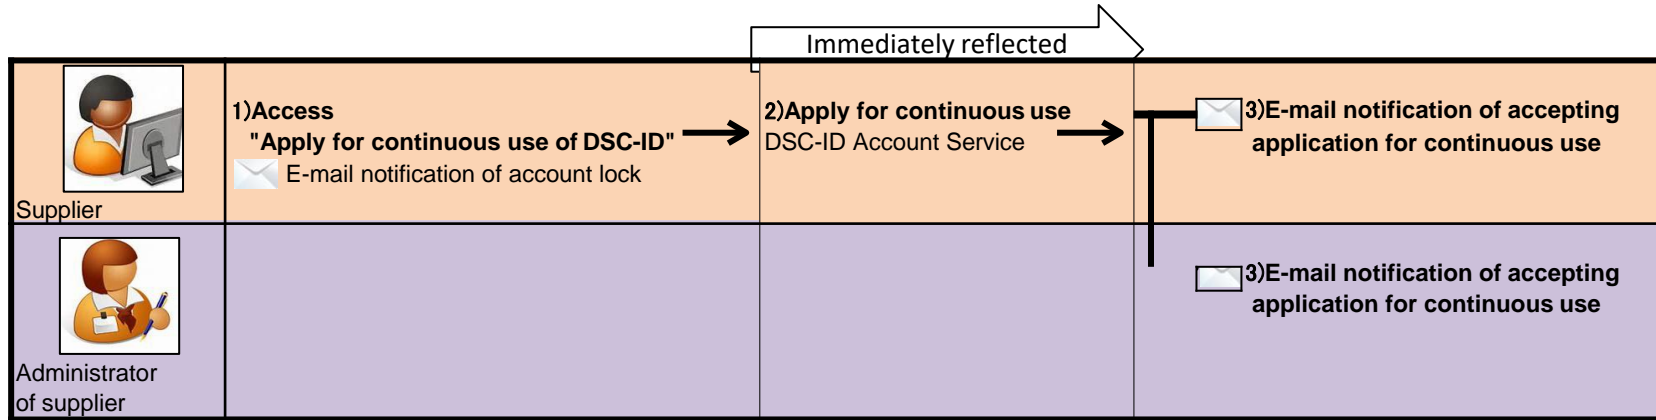 Immediately reflected
1)Access
"Apply for continuous use of DSC-ID"
E-mail notification of account lock
2)Apply for continuous use
DSC-ID Account Service
3)E-mail notification of accepting
application for continuous use
Supplier
3)E-mail notification of accepting
application for continuous use
Administrator
of supplier